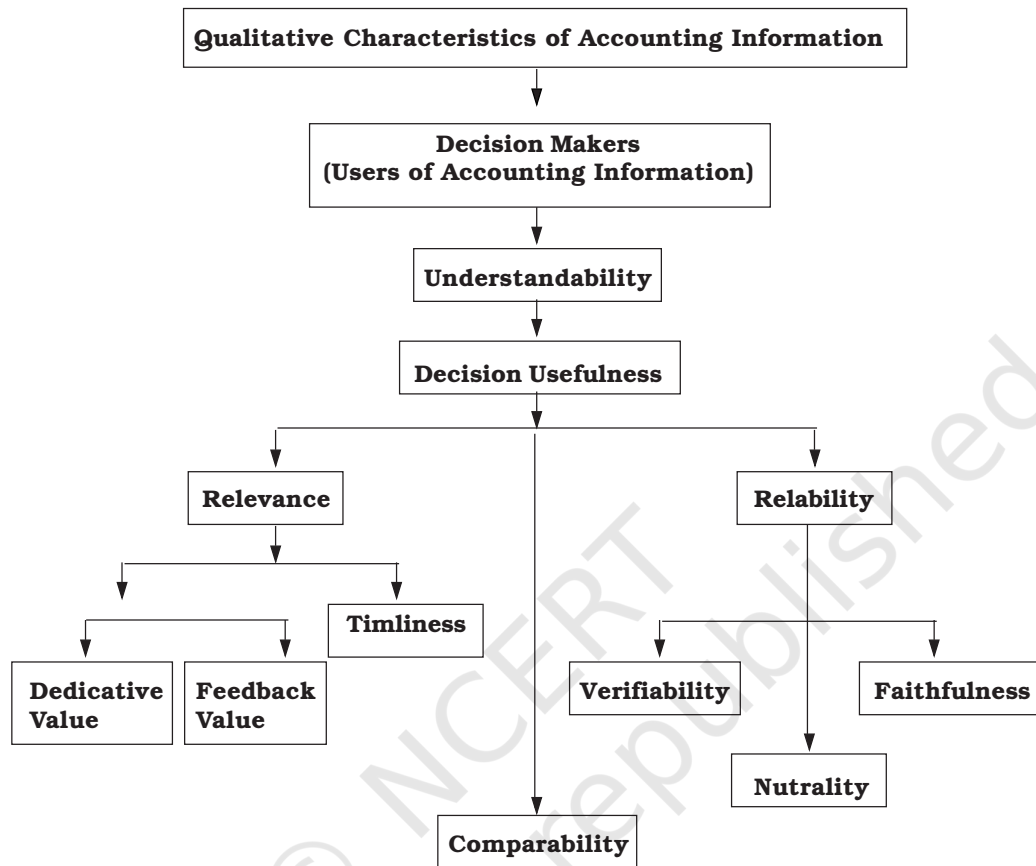 Qualitative Characteristics of Accounting Information
Decision Makers
(Users of Accounting Information)
Understandability
Decision Usefulness
Relevance
Relability
Timliness
Dedicative
Value
Feedback
Value
Verifiability
Faithfulness
Nutrality
Comparability
© NCERT
republished